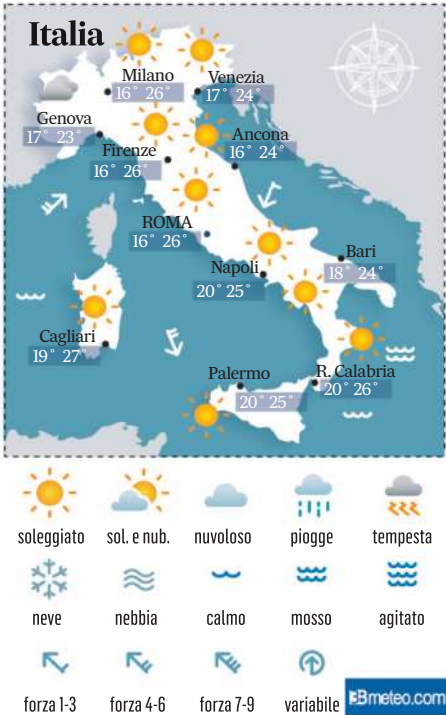 Italia
Milano
16° 26°
Venezia
17° 24°
Genova
17° 23°
Firenze
16° 26°
Ancona
16° 24°
ROMA
16° 26°
Napoli
20° 25°
Bari
18° 24°
Cagliari
19° 27°
Palermo
20° 25°
R. Calabria
20° 26°
soleggiato sol. e nub. nuvoloso piogge tempesta
neve nebbia calmo mosso agitato
forza 1-3 forza 4-6 forza 7-9 variabile
3Bmeteo.com